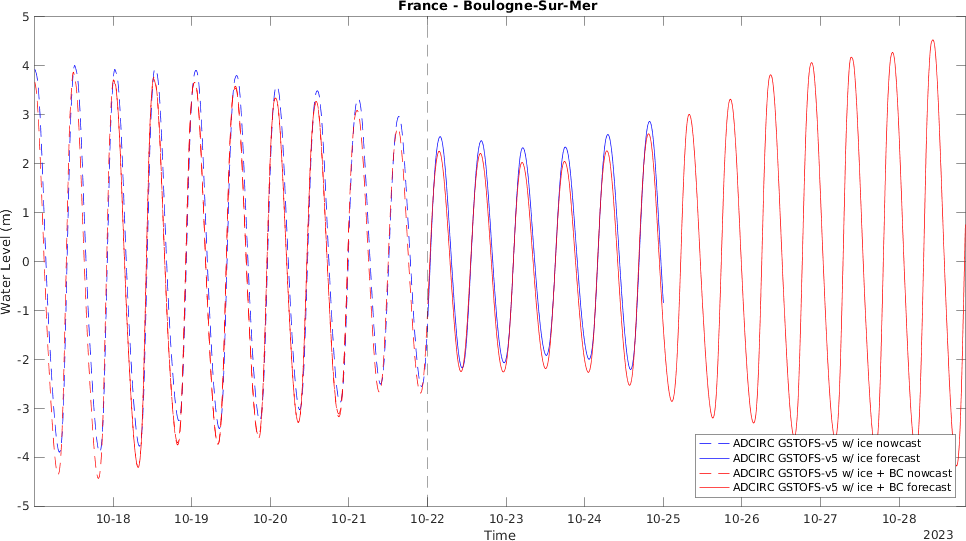 France - Boulogne-Sur-Mer
5
4
3
2
1
0
-1
-2
-3
-4
-5
Water Level (m)
ADCIRC GSTOFS-v5 w/ ice nowcast
ADCIRC GSTOFS-v5 w/ ice forecast
ADCIRC GSTOFS-v5 w/ ice + BC nowcast
ADCIRC GSTOFS-v5 w/ ice + BC forecast
10-18 10-19 10-20 10-21 10-22 10-23 10-24 10-25 10-26 10-27 10-28
Time
2023